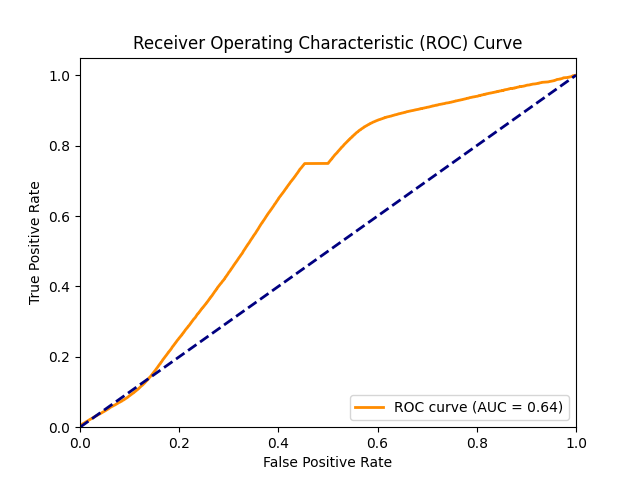 Receiver Operating Characteristic (ROC) Curve
True Positive Rate
1.0
0.8
0.6
0.4
0.2
0.0
0.0 0.2 0.4 0.6 0.8 1.0
False Positive Rate
ROC curve (AUC = 0.64)